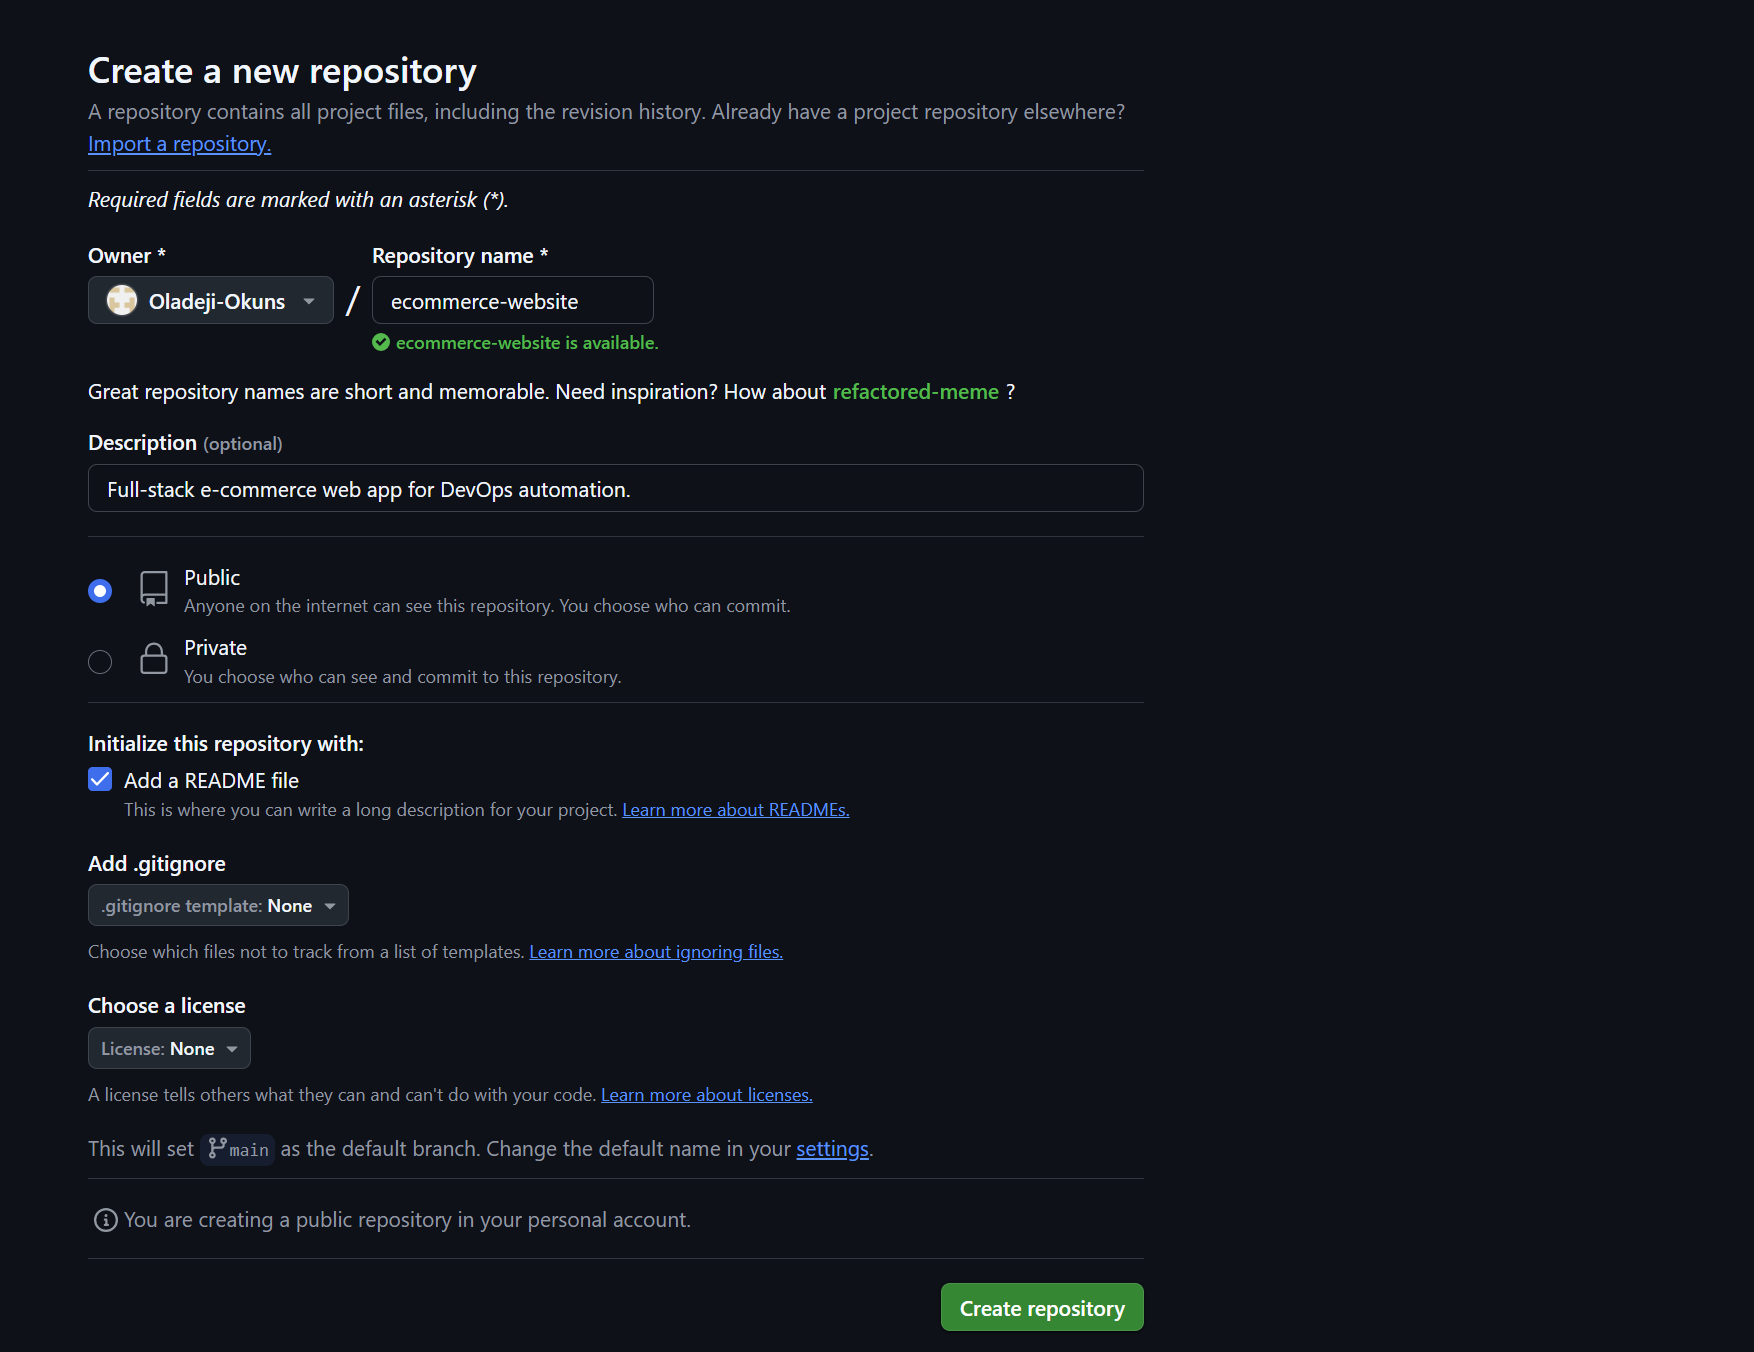 Create a new repository
A repository contains all project files, including the revision history. Already have a project repository elsewhere?
Import a repository.
Required fields are marked with an asterisk (*).
Owner * Repository name *
Oladeji-Okuns / ecommerce-website
ecommerce-website is available.
Great repository names are short and memorable. Need inspiration? How about refactored-meme ?
Description (optional)
Full-stack e-commerce web app for DevOps automation.
Public
Anyone on the internet can see this repository. You choose who can commit.
Private
You choose who can see and commit to this repository.
Initialize this repository with:
Add a README file
This is where you can write a long description for your project. Learn more about READMEs.
Add .gitignore
.gitignore template: None
Choose which files not to track from a list of templates. Learn more about ignoring files.
Choose a license
License: None
A license tells others what they can and can't do with your code. Learn more about licenses.
This will set main as the default branch. Change the default name in your settings.
You are creating a public repository in your personal account.
Create repository